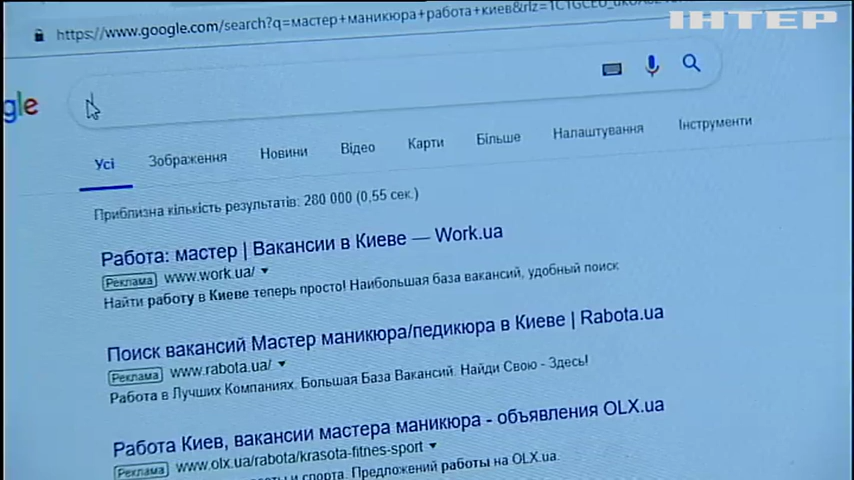 ІНТЕР
https://www.google.com/search?q=мастер+маникюра+работа+киев&rlz=1C1GCEU_
gle
Усі Зображення Новини Відео Карти Більше Налаштування Інструменти
Приблизна кількість результатів: 280 000 (0,55 сек.)
Работа: мастер | Вакансии в Киеве — Work.ua
Реклама www.work.ua/
Найти работу в Киеве теперь просто! Наибольшая база вакансий, удобный поиск
Поиск вакансий Мастер маникюра/педикюра в Киеве | Rabota.ua
Реклама www.rabota.ua/
Работа в Лучших Компаниях. Большая База Вакансий. Найди Свою - Здесь!
Работа Киев, вакансии мастера маникюра - объявления OLX.ua
Реклама www.olx.ua/rabota/krasota-fitnes-sport
и спорта. Предложений работы на OLX.ua.